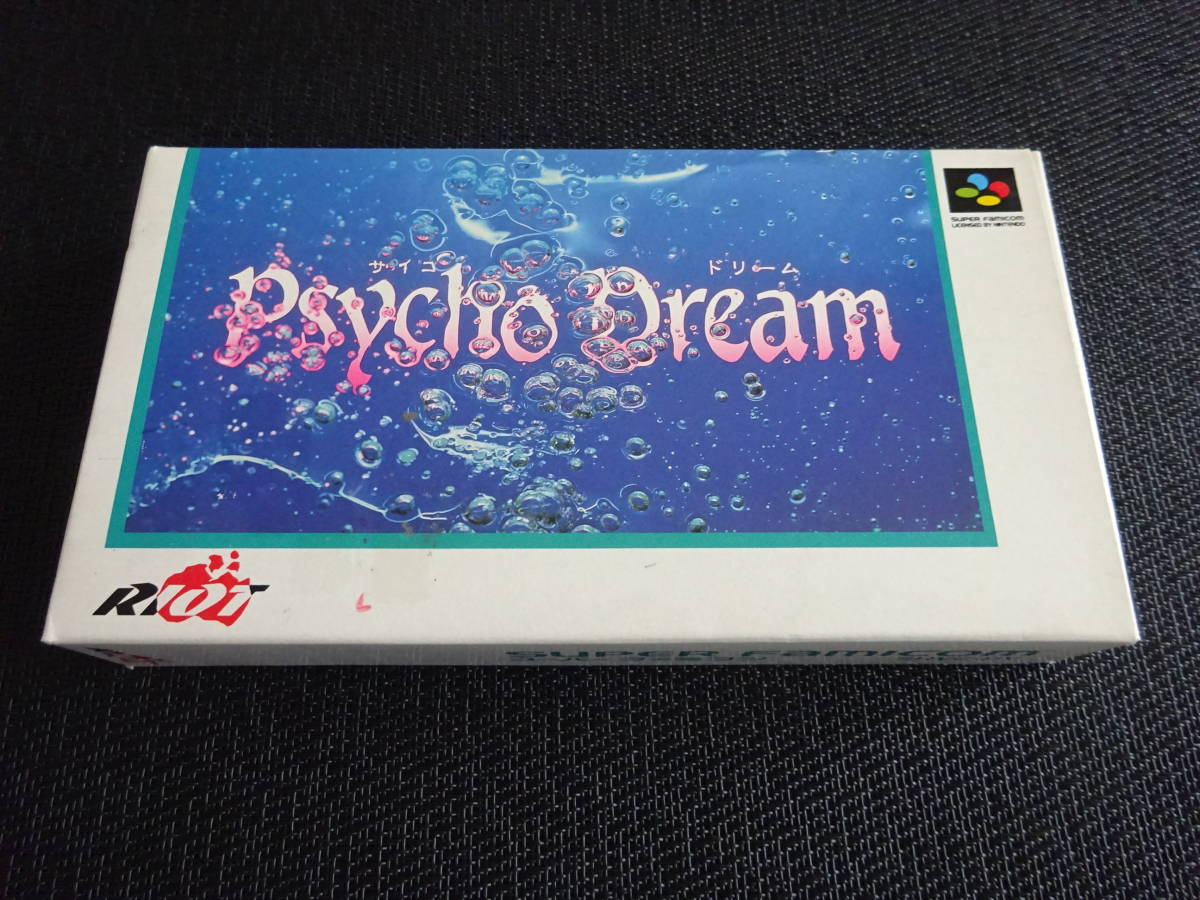 サイコ ドリーム
Psycho Dream
SUPER FAMICOM
LICENSED BY NINTENDO
RIOT
SUPER FAMICOM